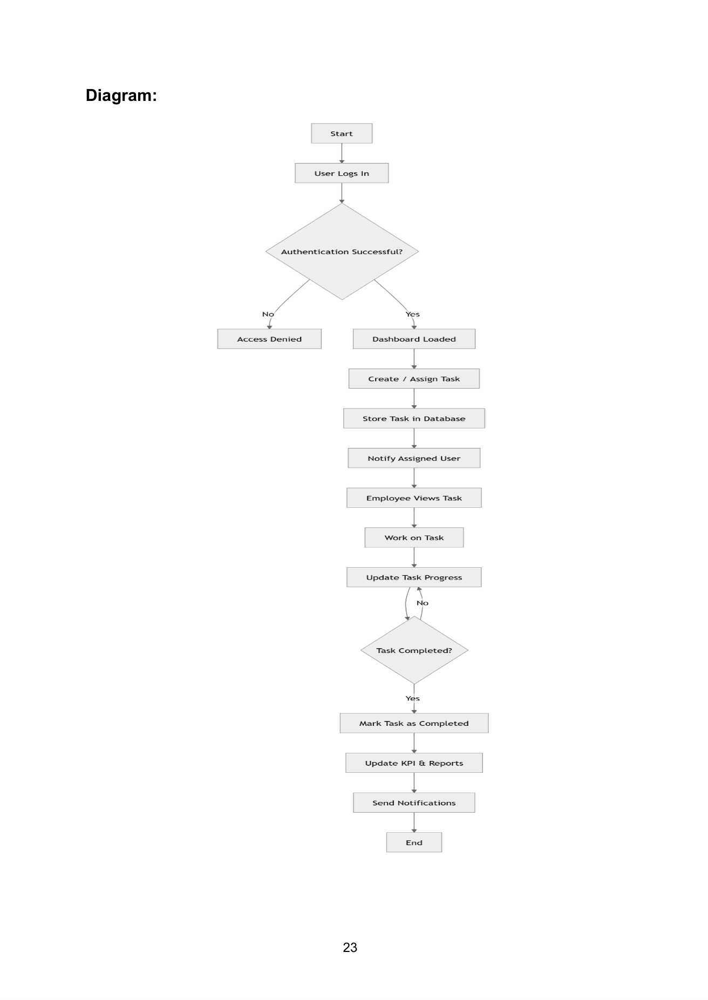 Diagram:
Start
User Logs In
Authentication Successful?
No
Yes
Access Denied
Dashboard Loaded
Create / Assign Task
Store Task in Database
Notify Assigned User
Employee Views Task
Work on Task
Update Task Progress
No
Task Completed?
Yes
Mark Task as Completed
Update KPI & Reports
Send Notifications
End
23